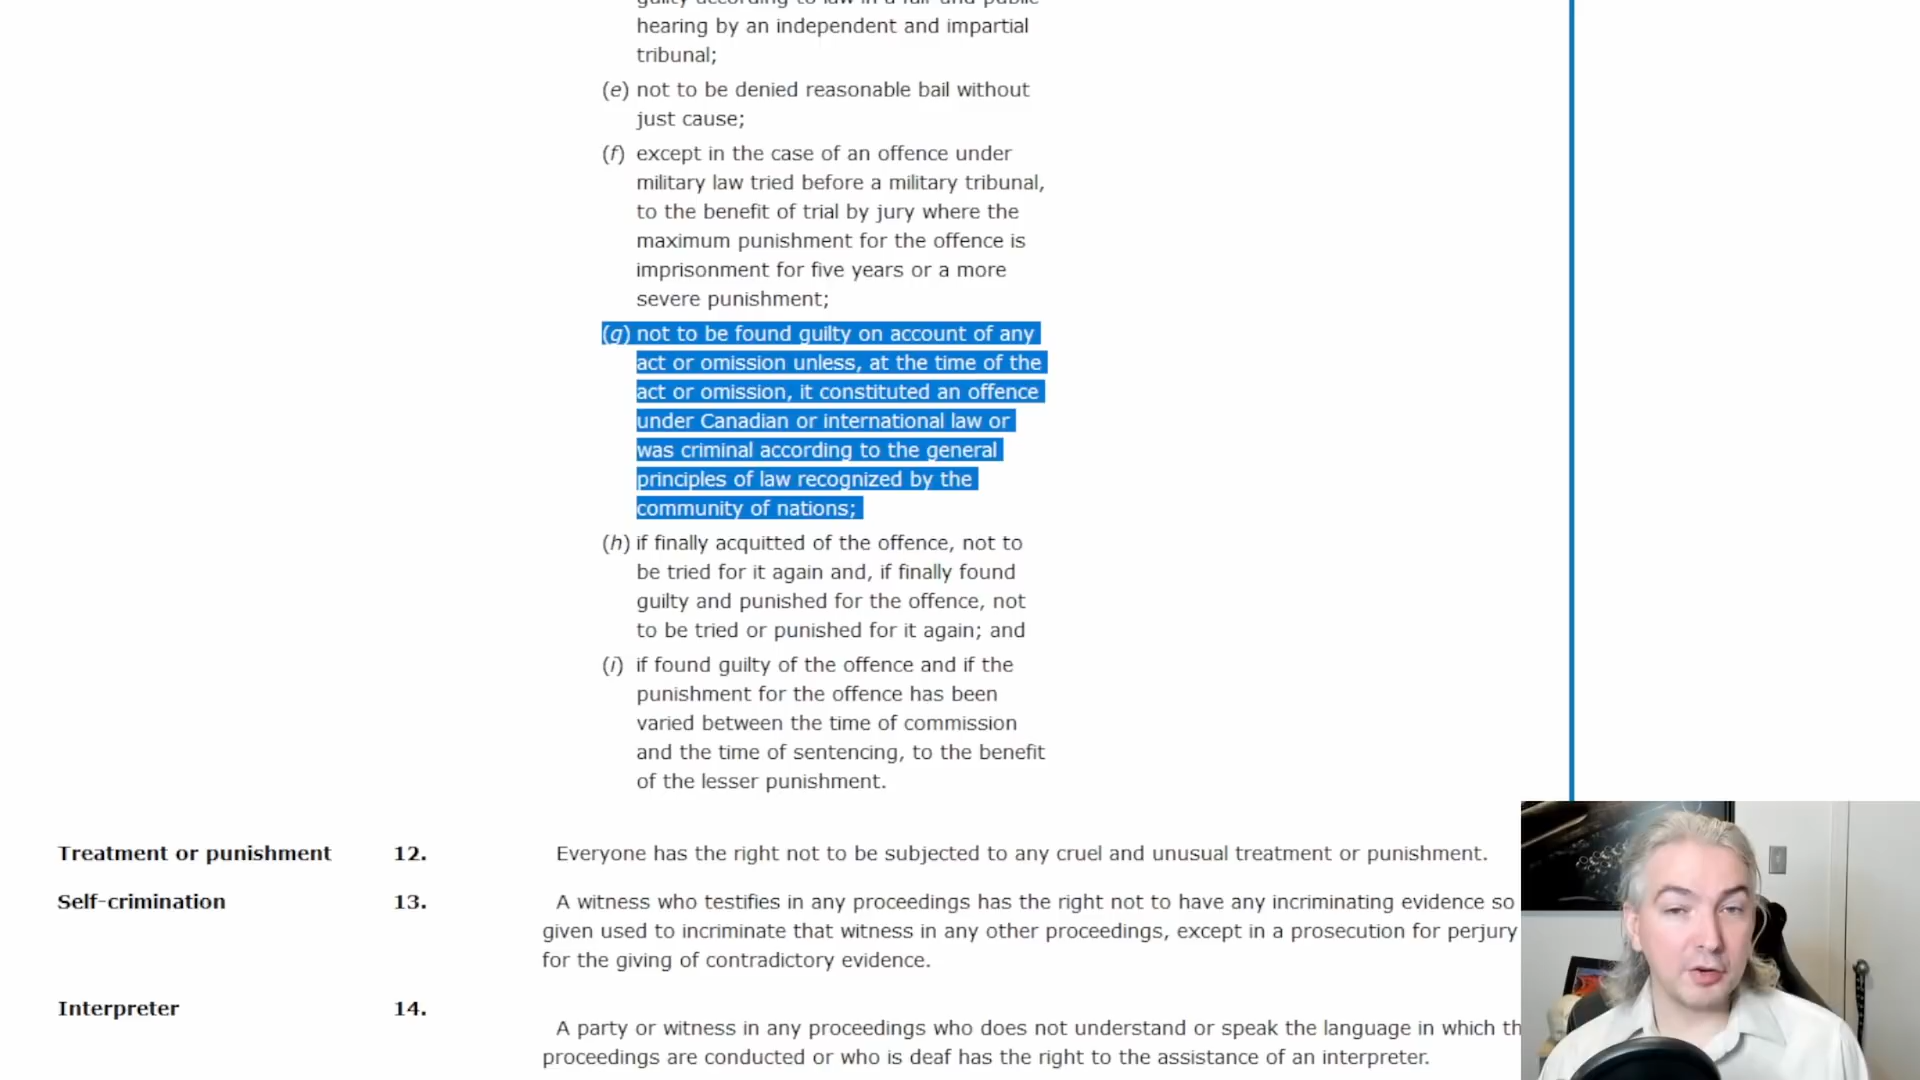 guilty according to law in a fair and public
hearing by an independent and impartial
tribunal;
(e) not to be denied reasonable bail without
just cause;
(f) except in the case of an offence under
military law tried before a military tribunal,
to the benefit of trial by jury where the
maximum punishment for the offence is
imprisonment for five years or a more
severe punishment;
(g) not to be found guilty on account of any
act or omission unless, at the time of the
act or omission, it constituted an offence
under Canadian or international law or
was criminal according to the general
principles of law recognized by the
community of nations;
(h) if finally acquitted of the offence, not to
be tried for it again and, if finally found
guilty and punished for the offence, not
to be tried or punished for it again; and
(i) if found guilty of the offence and if the
punishment for the offence has been
varied between the time of commission
and the time of sentencing, to the benefit
of the lesser punishment.
Treatment or punishment 12. Everyone has the right not to be subjected to any cruel and unusual treatment or punishment.
Self-crimination 13. A witness who testifies in any proceedings has the right not to have any incriminating evidence so
given used to incriminate that witness in any other proceedings, except in a prosecution for perjury
for the giving of contradictory evidence.
Interpreter 14.
A party or witness in any proceedings who does not understand or speak the language in which th
proceedings are conducted or who is deaf has the right to the assistance of an interpreter.